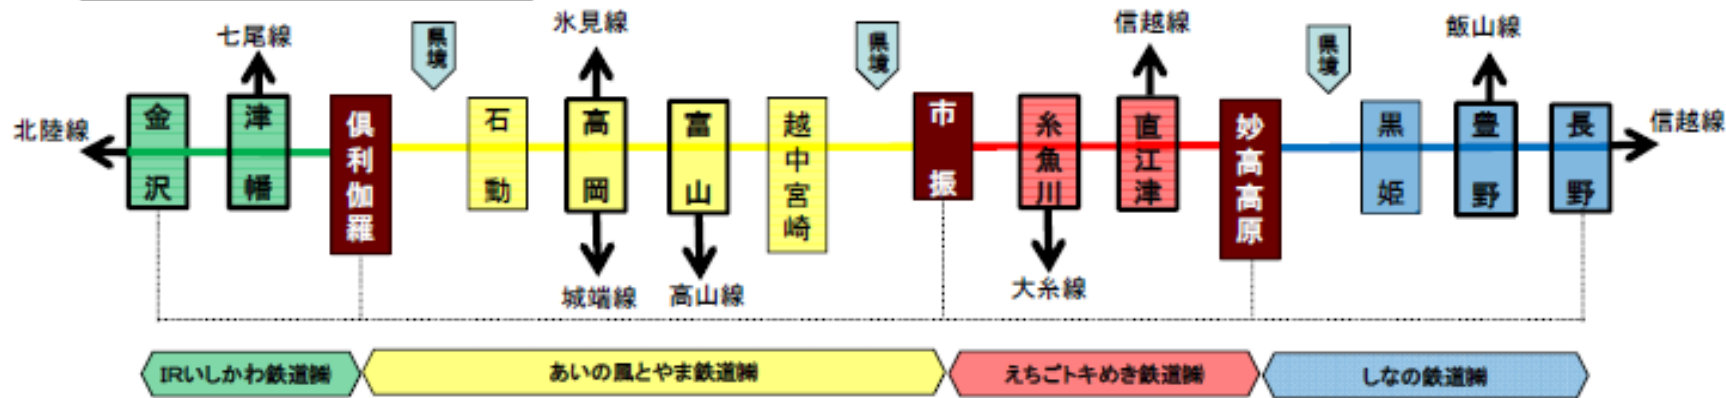 七尾線
県境
氷見線
県境
信越線
県境
飯山線
北陸線
金沢
津幡
倶利伽羅
石動
高岡
富山
越中宮崎
市振
糸魚川
直江津
妙高高原
黒姫
豊野
長野
信越線
城端線
高山線
大糸線
IRいしかわ鉄道㈱
あいの風とやま鉄道㈱
えちごトキめき鉄道㈱
しなの鉄道㈱